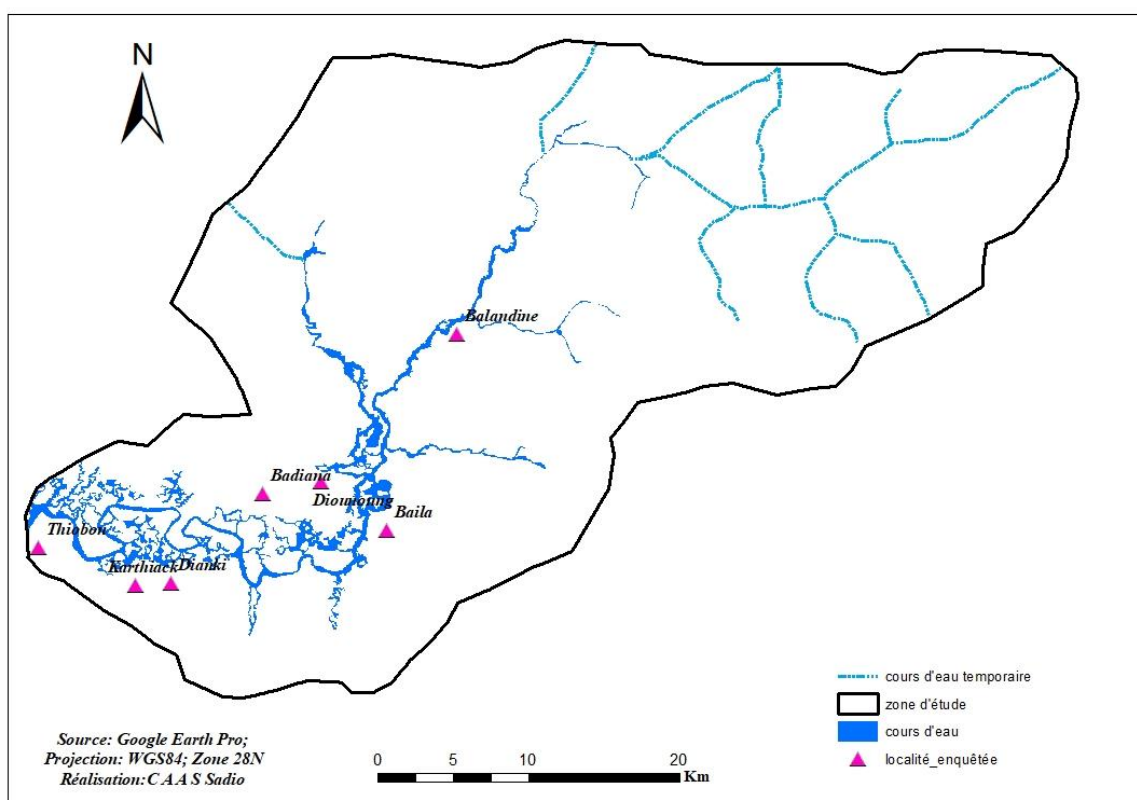 N
Balandine
Badiana
Diouloung
Baila
Thiobon
Karthiack
Dianki
cours d'eau temporaire
zone d'étude
cours d'eau
localité_enquêtée
Source: Google Earth Pro;
Projection: WGS84; Zone 28N
Réalisation: C A A S Sadio
0 5 10 20
Km